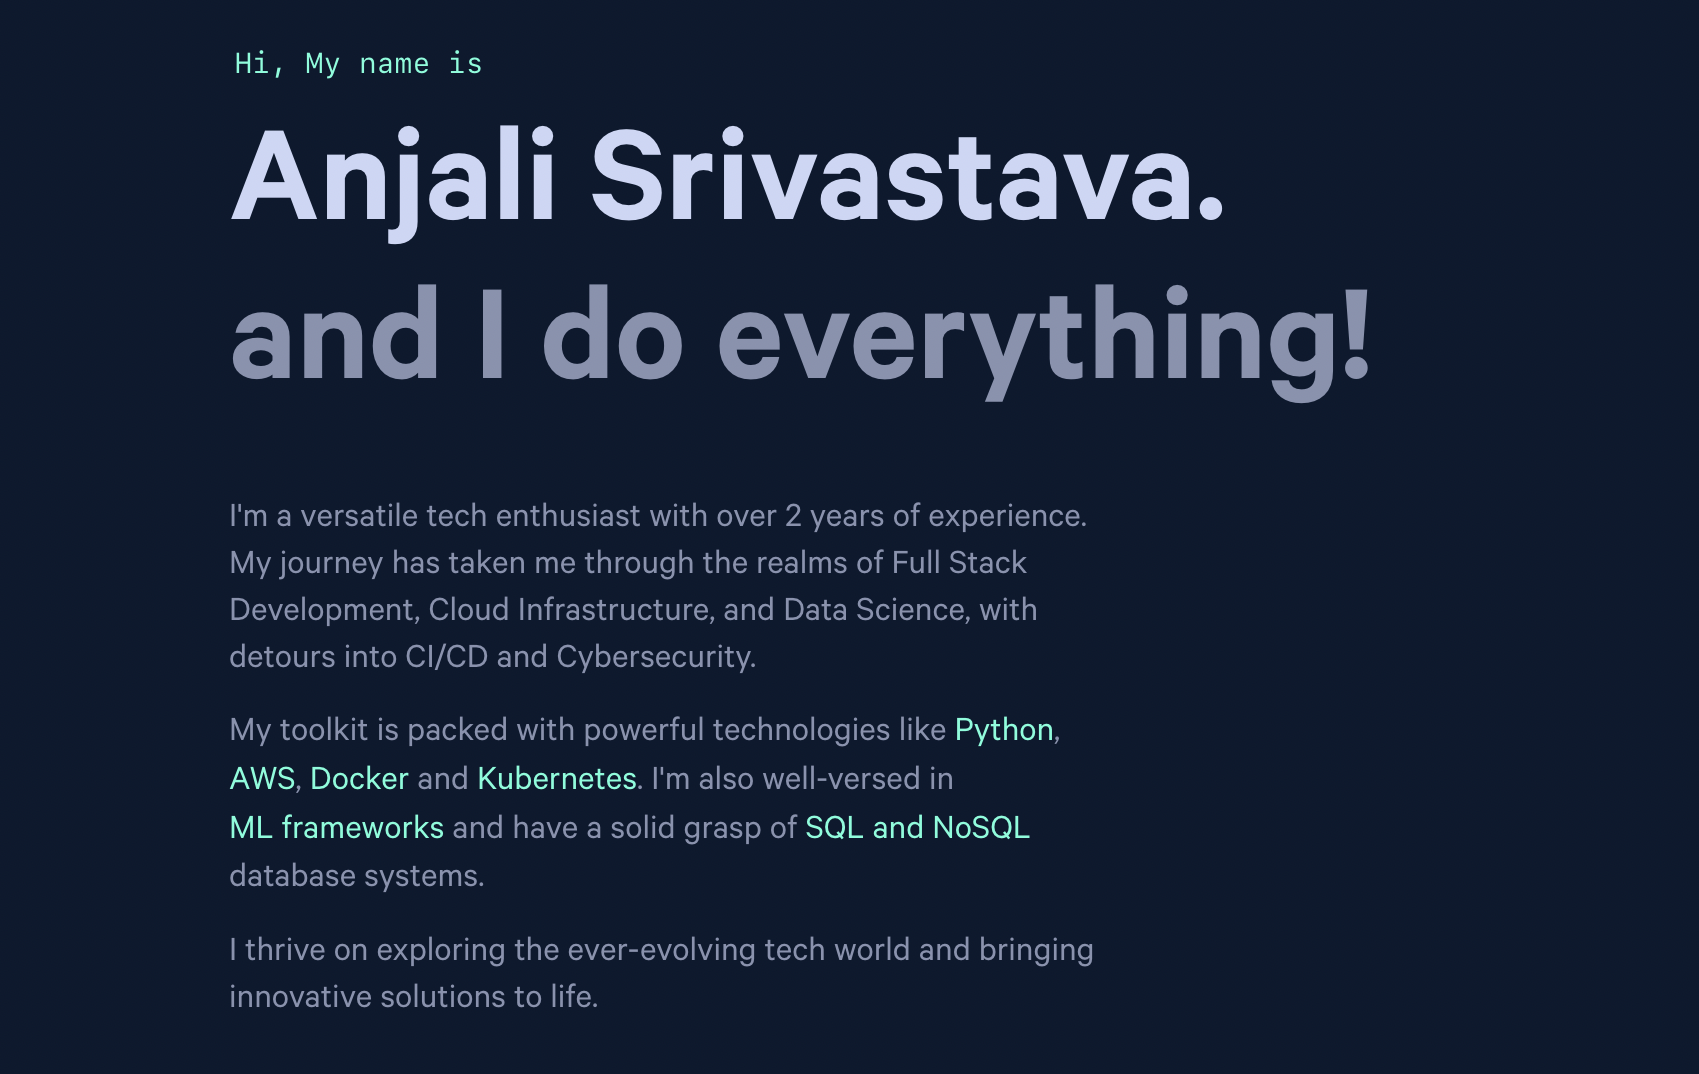 Hi, My name is
Anjali Srivastava.
and I do everything!
I'm a versatile tech enthusiast with over 2 years of experience.
My journey has taken me through the realms of Full Stack
Development, Cloud Infrastructure, and Data Science, with
detours into CI/CD and Cybersecurity.
My toolkit is packed with powerful technologies like Python,
AWS, Docker and Kubernetes. I'm also well-versed in
ML frameworks and have a solid grasp of SQL and NoSQL
database systems.
I thrive on exploring the ever-evolving tech world and bringing
innovative solutions to life.